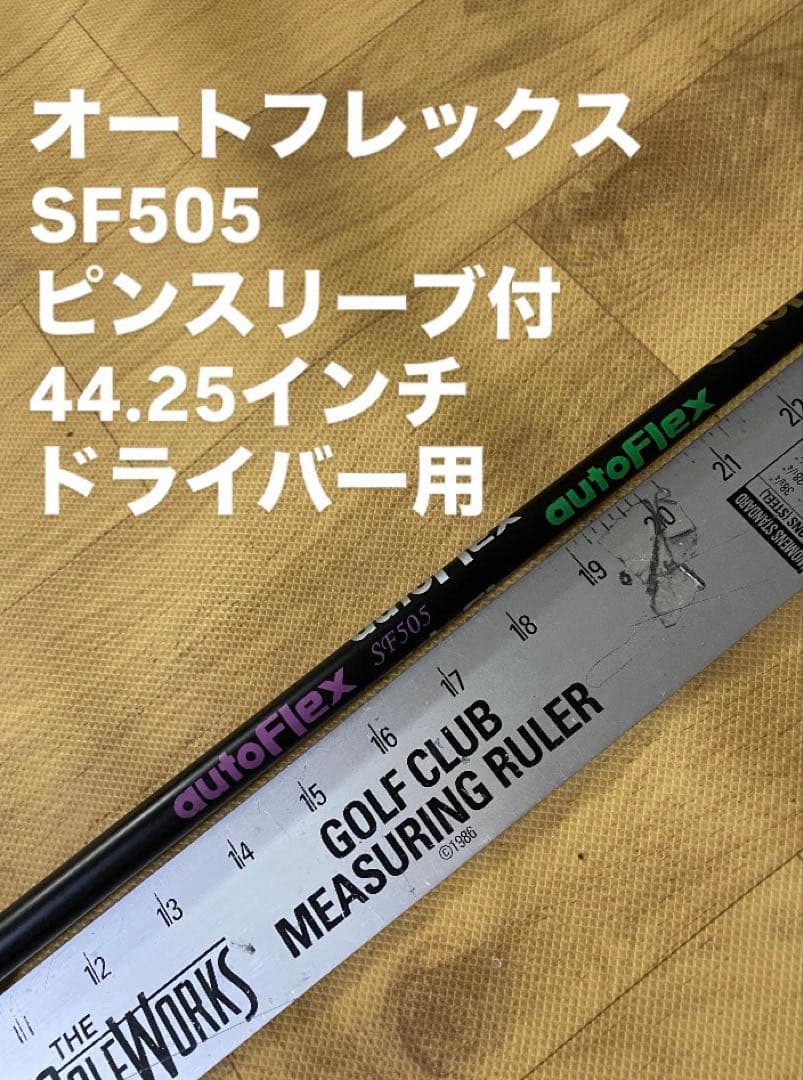 オートフレックス
SF505
ピンスリーブ付
44.25インチ
ドライバー用
autoFlex
autoFlex
SF505
autoFlex
11
12
13
14
15
16
17
18
19
20
21
22
GOLF CLUB
MEASURING RULER
©1986
THE
WOMENS STANDARD